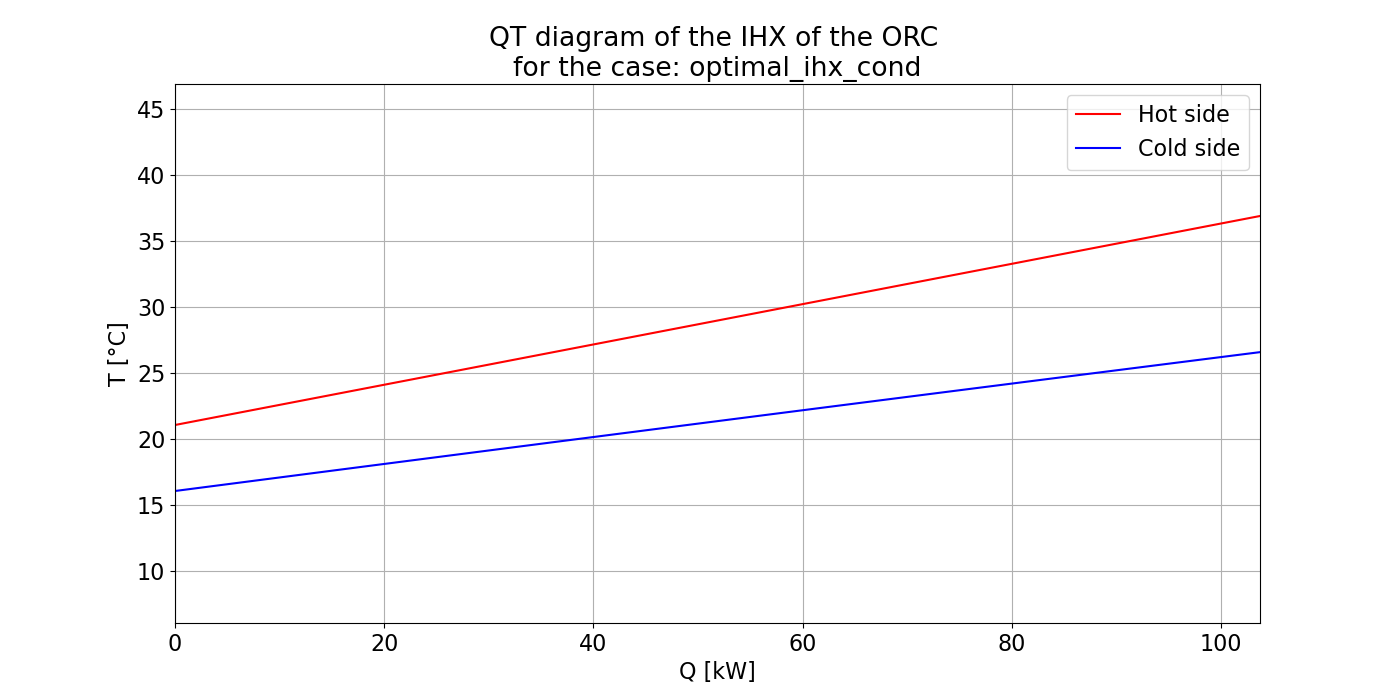 QT diagram of the IHX of the ORC
for the case: optimal_ihx_cond
Hot side
Cold side
T [°C]
45
40
35
30
25
20
15
10
0 20 40 60 80 100
Q [kW]